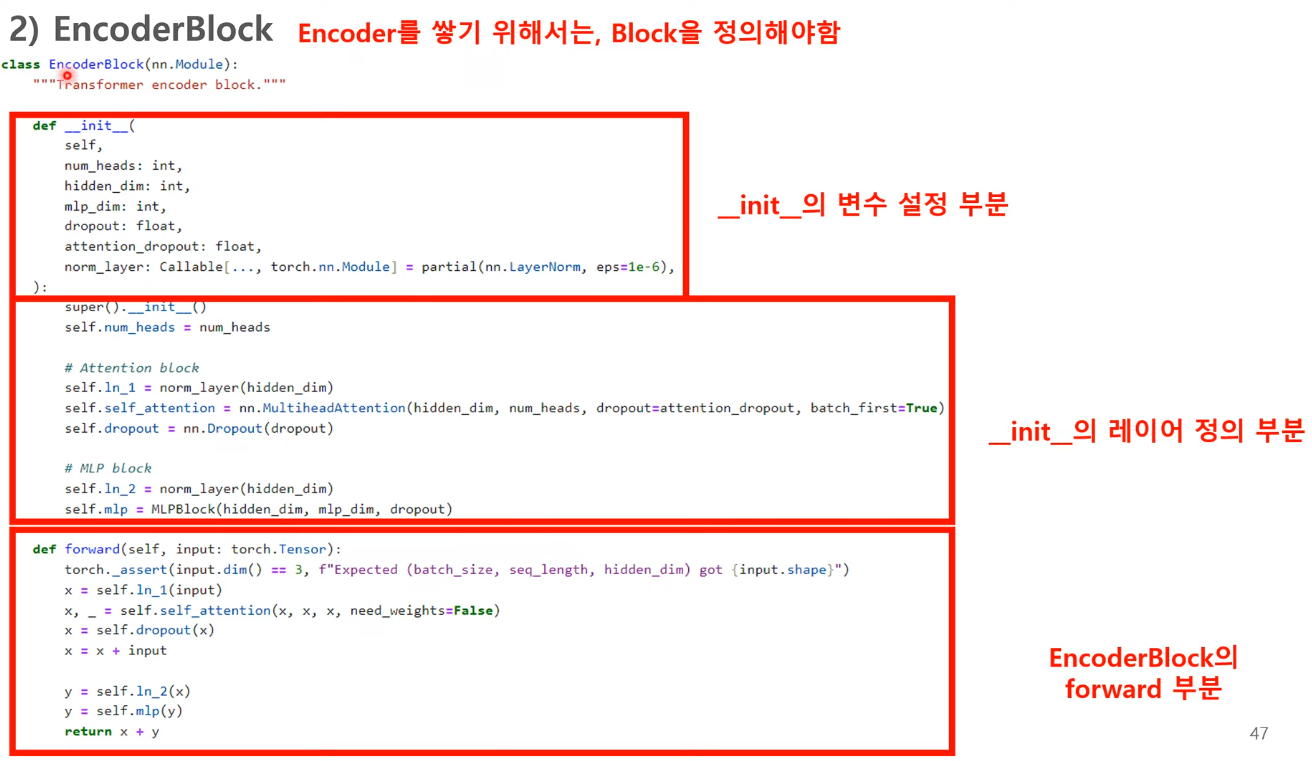 2) EncoderBlock Encoder를 쌓기 위해서는, Block을 정의해야함
class EncoderBlock(nn.Module):
"""Transformer encoder block."""
def __init__(
self,
num_heads: int,
hidden_dim: int,
mlp_dim: int,
dropout: float,
attention_dropout: float,
norm_layer: Callable[..., torch.nn.Module] = partial(nn.LayerNorm, eps=1e-6),
):
__init__의 변수 설정 부분
super().__init__()
self.num_heads = num_heads
# Attention block
self.ln_1 = norm_layer(hidden_dim)
self.self_attention = nn.MultiheadAttention(hidden_dim, num_heads, dropout=attention_dropout, batch_first=True)
self.dropout = nn.Dropout(dropout)
# MLP block
self.ln_2 = norm_layer(hidden_dim)
self.mlp = MLPBlock(hidden_dim, mlp_dim, dropout)
__init__의 레이어 정의 부분
def forward(self, input: torch.Tensor):
torch._assert(input.dim() == 3, f"Expected (batch_size, seq_length, hidden_dim) got {input.shape}")
x = self.ln_1(input)
x, _ = self.self_attention(x, x, x, need_weights=False)
x = self.dropout(x)
x = x + input
y = self.ln_2(x)
y = self.mlp(y)
return x + y
EncoderBlock의
forward 부분
47